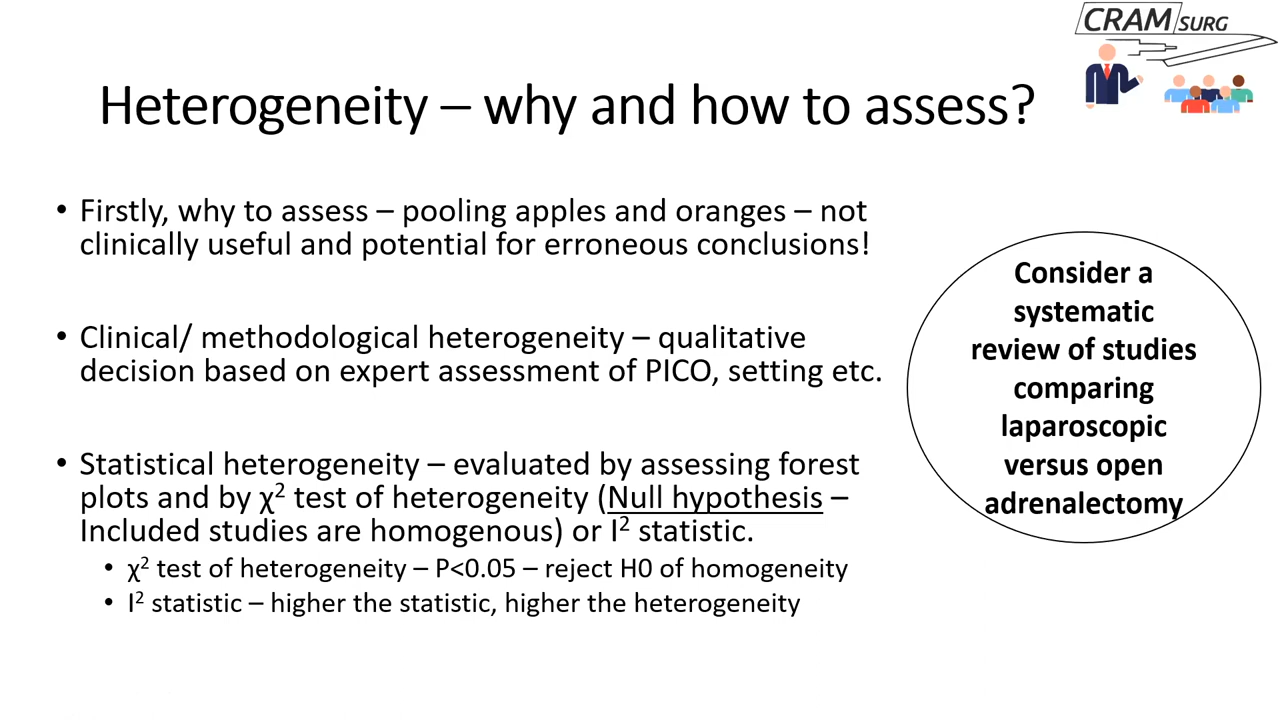 CRAM SURG
Heterogeneity – why and how to assess?
• Firstly, why to assess – pooling apples and oranges – not
clinically useful and potential for erroneous conclusions!
• Clinical/ methodological heterogeneity – qualitative
decision based on expert assessment of PICO, setting etc.
• Statistical heterogeneity – evaluated by assessing forest
plots and by χ² test of heterogeneity (Null hypothesis –
Included studies are homogenous) or I² statistic.
• χ² test of heterogeneity – P<0.05 – reject H0 of homogeneity
• I² statistic – higher the statistic, higher the heterogeneity
Consider a
systematic
review of studies
comparing
laparoscopic
versus open
adrenalectomy